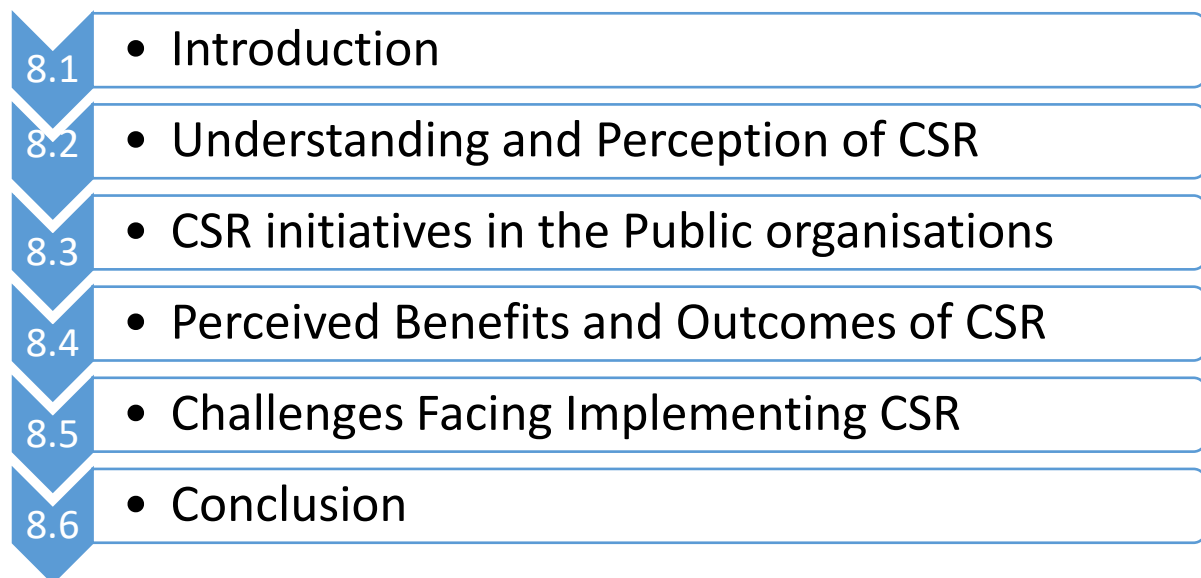 8.1 • Introduction
8.2 • Understanding and Perception of CSR
8.3 • CSR initiatives in the Public organisations
8.4 • Perceived Benefits and Outcomes of CSR
8.5 • Challenges Facing Implementing CSR
8.6 • Conclusion